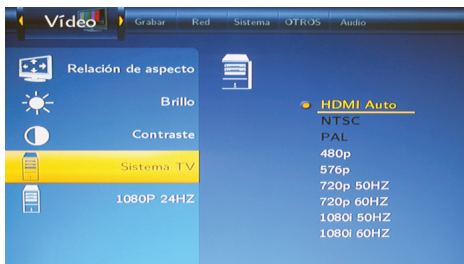 Vídeo Grabar Red Sistema OTROS Audio
Relación de aspecto
Brillo
Contraste
Sistema TV
1080P 24HZ
HDMI Auto
NTSC
PAL
480p
576p
720p 50HZ
720p 60HZ
1080i 50HZ
1080i 60HZ